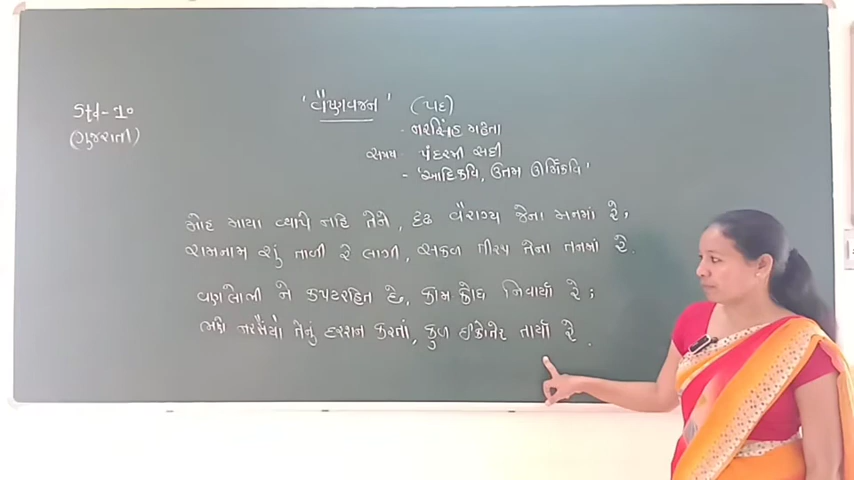 Std-10
(ગુજરાતી)
'વૈષ્ણવજન' (પદ)
- નરસિંહ મહેતા
સમય - પંદરમી સદી
- 'આદિકવિ, ઉત્તમ ઊર્મિકવિ'
મોહ માયા વ્યાપે નહિ તેને, દૃઢ વૈરાગ્ય જેના મનમાં રે;
રામનામ શું તાળી રે લાગી, સકળ તીરથ તેના તનમાં રે.
વણલોભી ને કપટરહિત છે, કામ ક્રોધ નિવાર્યા રે;
ભણે નરસૈંયો તેનું દરશન કરતાં, કુળ ઈકોતેર તાર્યાં રે.